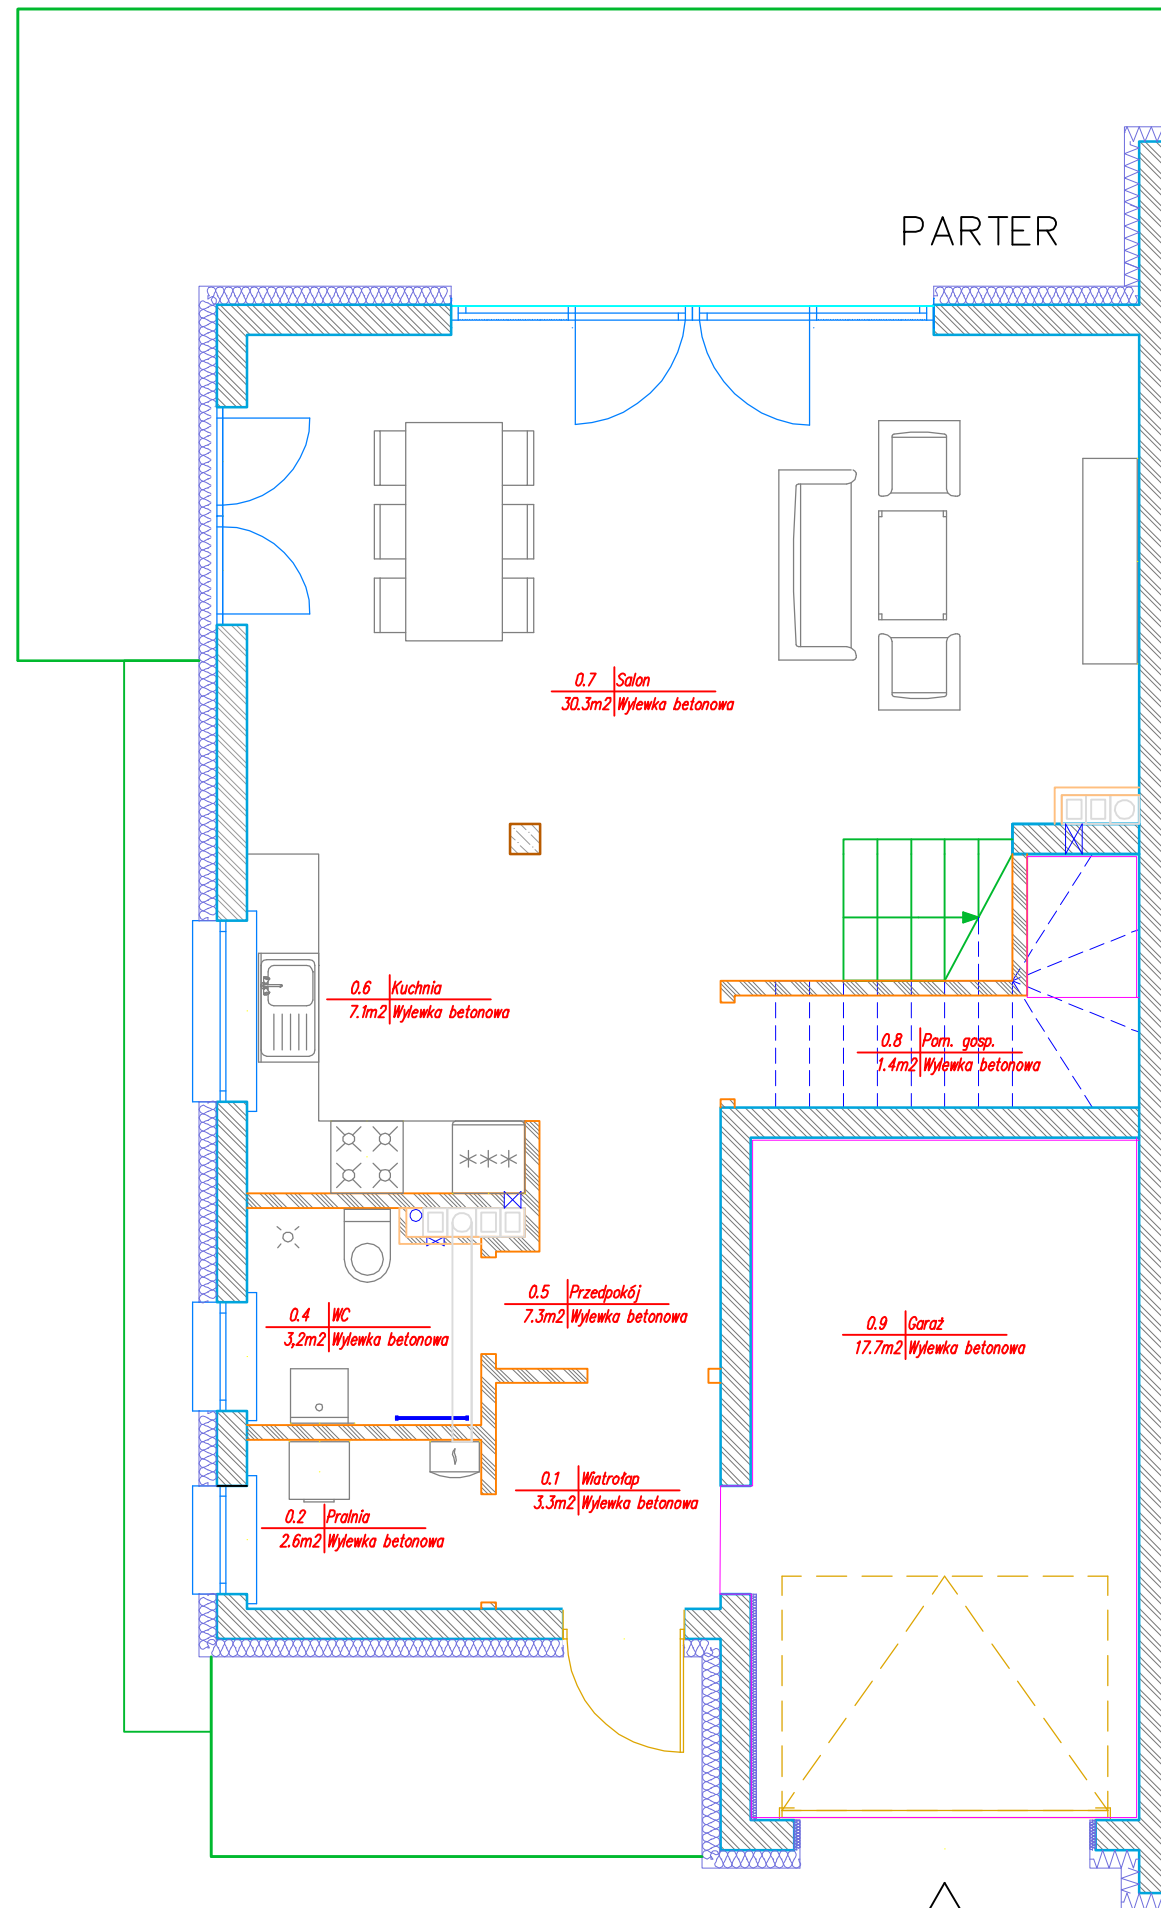 PARTER
0.7 Salon
30.3m2 Wylewka betonowa
0.6 Kuchnia
7.1m2 Wylewka betonowa
0.8 Pom. gosp.
1.4m2 Wylewka betonowa
0.5 Przedpokój
7.3m2 Wylewka betonowa
0.4 WC
3,2m2 Wylewka betonowa
0.9 Garaż
17.7m2 Wylewka betonowa
0.1 Wiatrołap
3.3m2 Wylewka betonowa
0.2 Pralnia
2.6m2 Wylewka betonowa